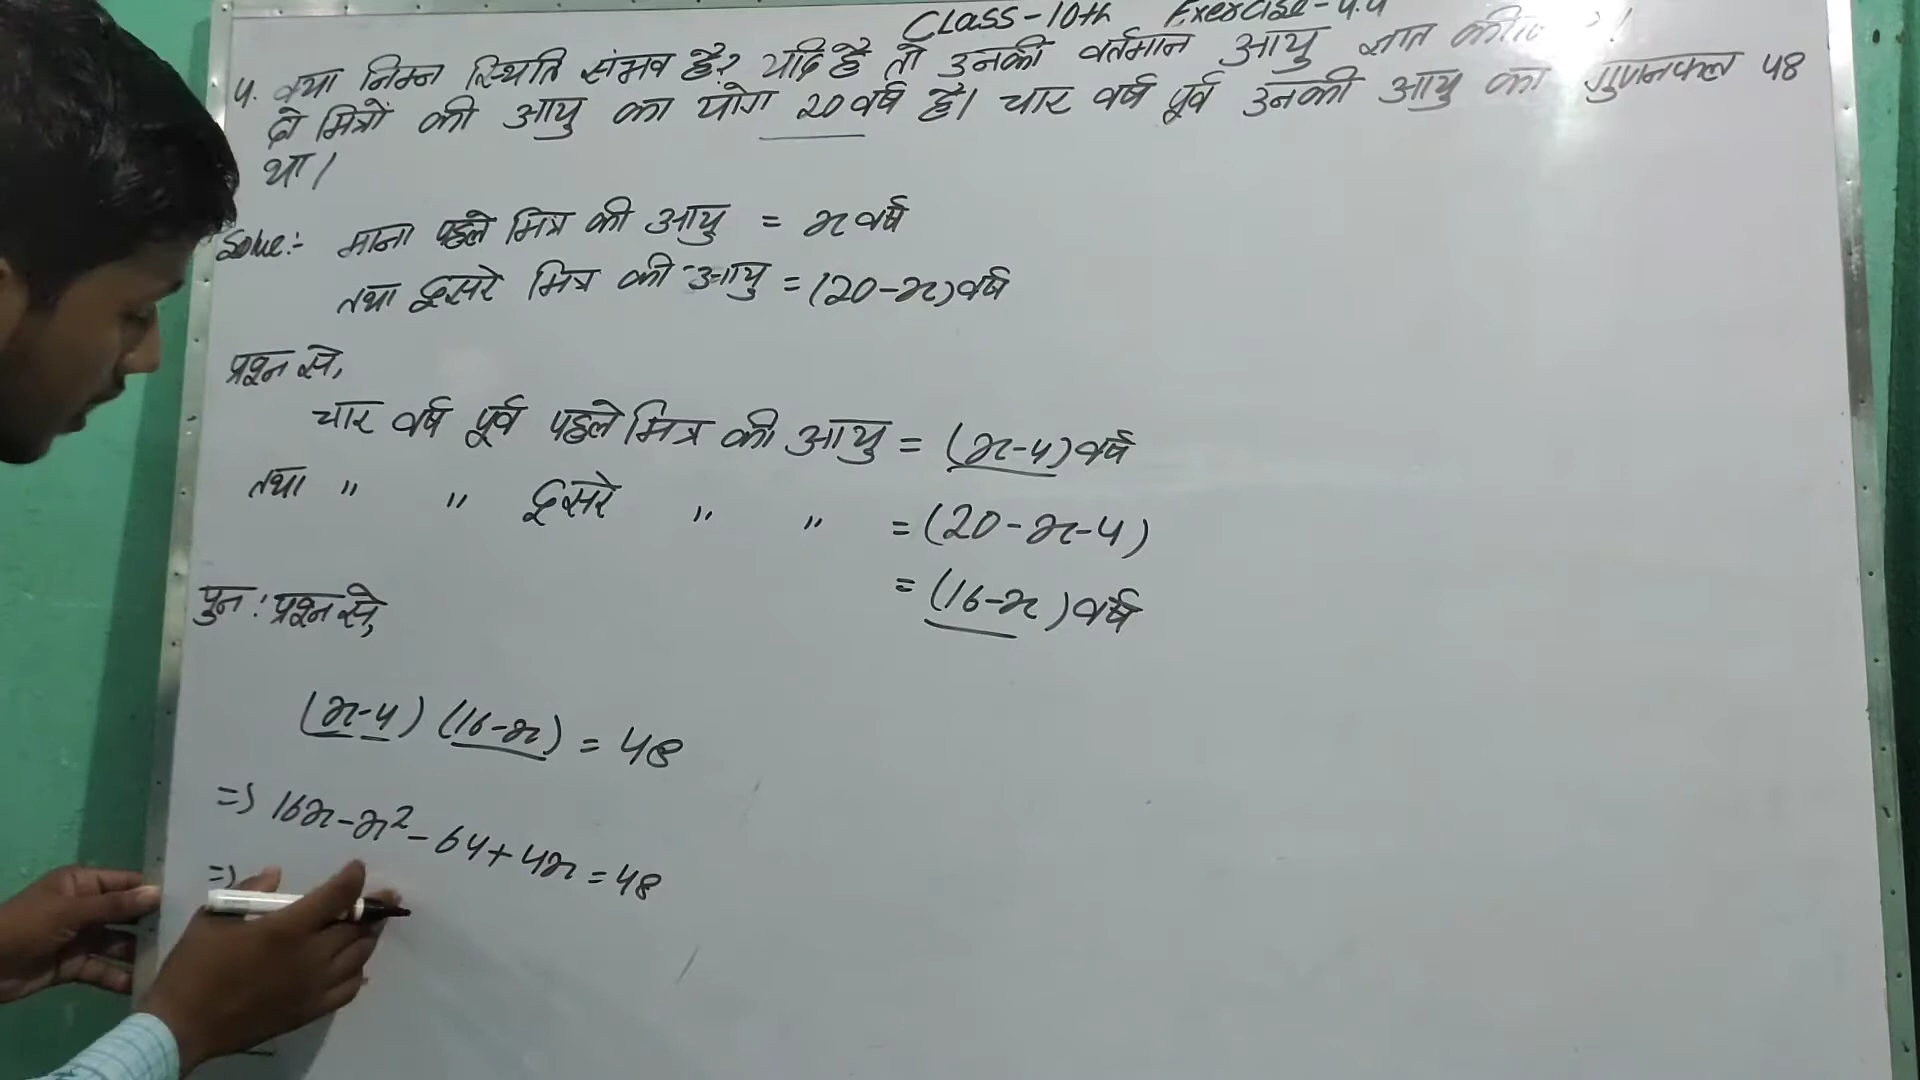 Class-10th Exercise-4.4
4. क्या निम्न स्थिति संभव है? यदि है तो उनकी वर्तमान आयु ज्ञात
दो मित्रों की आयु का योग 20 वर्ष है। चार वर्ष पूर्व उनकी आयु का गुणनफल 48
था।
Solve:- माना पहले मित्र की आयु = x वर्ष
तथा दूसरे मित्र की आयु = (20-x) वर्ष
प्रश्न से,
चार वर्ष पूर्व पहले मित्र की आयु = (x-4) वर्ष
तथा " " दूसरे " " = (20-x-4)
= (16-x) वर्ष
पुन: प्रश्न से,
(x-4) (16-x) = 48
=> 16x-x²-64+4x=48
=>